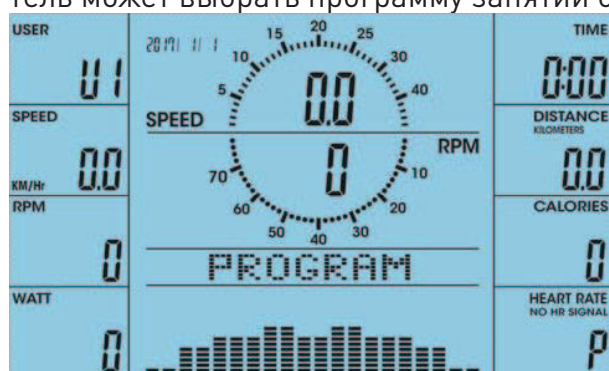 тель может выбрать программу занятий
USER
U1
SPEED
KM/Hr 0.0
RPM
0
WATT
0
2017/ 1/ 1
5 10 15 20 25 30 40
SPEED
0.0
RPM
0
70 60 50 40 30 20 10
PROGRAM
TIME
0:00
DISTANCE
KILOMETERS
0.0
CALORIES
0
HEART RATE
NO HR SIGNAL
P